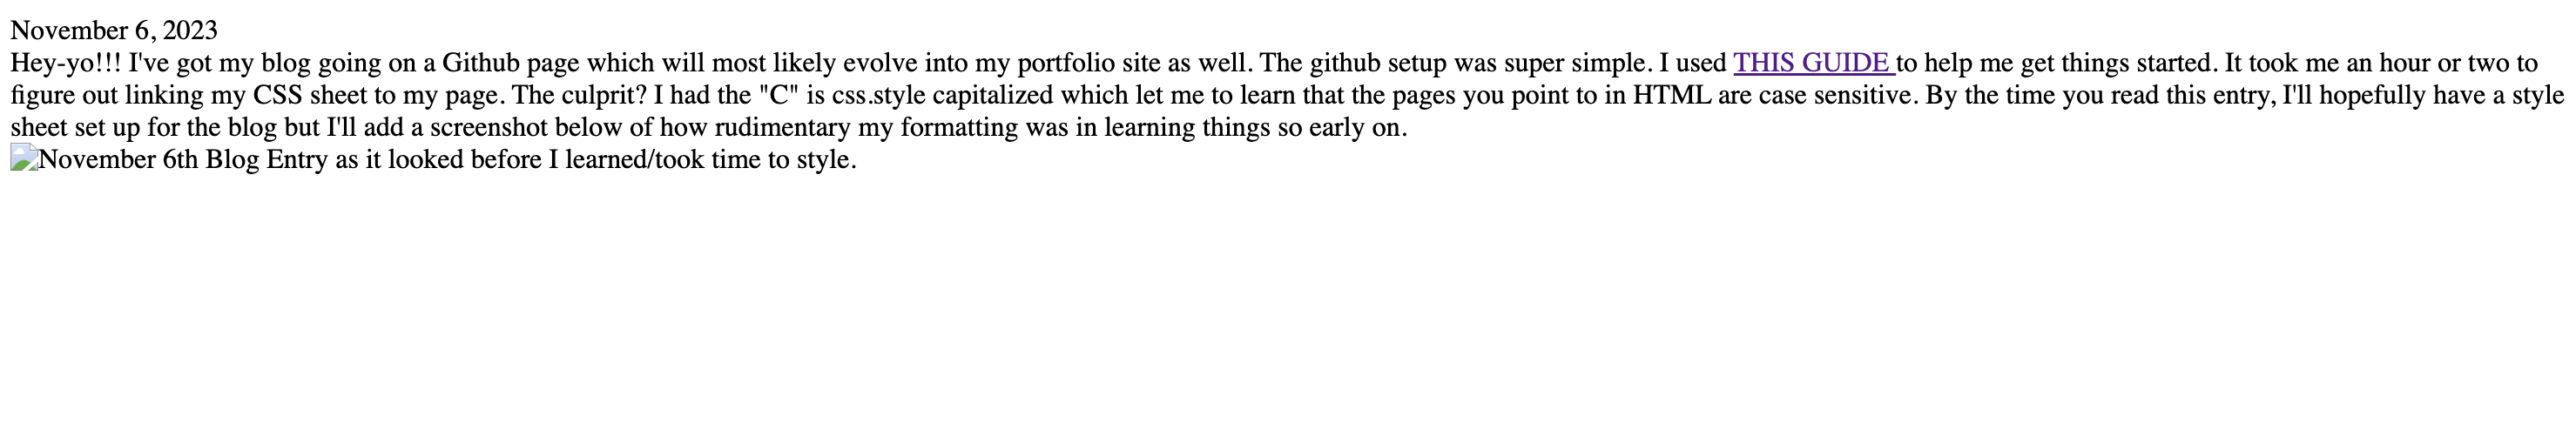 November 6, 2023
Hey-yo!!! I've got my blog going on a Github page which will most likely evolve into my portfolio site as well. The github setup was super simple. I used THIS GUIDE to help me get things started. It took me an hour or two to
figure out linking my CSS sheet to my page. The culprit? I had the "C" is css.style capitalized which let me to learn that the pages you point to in HTML are case sensitive. By the time you read this entry, I'll hopefully have a style
sheet set up for the blog but I'll add a screenshot below of how rudimentary my formatting was in learning things so early on.
November 6th Blog Entry as it looked before I learned/took time to style.